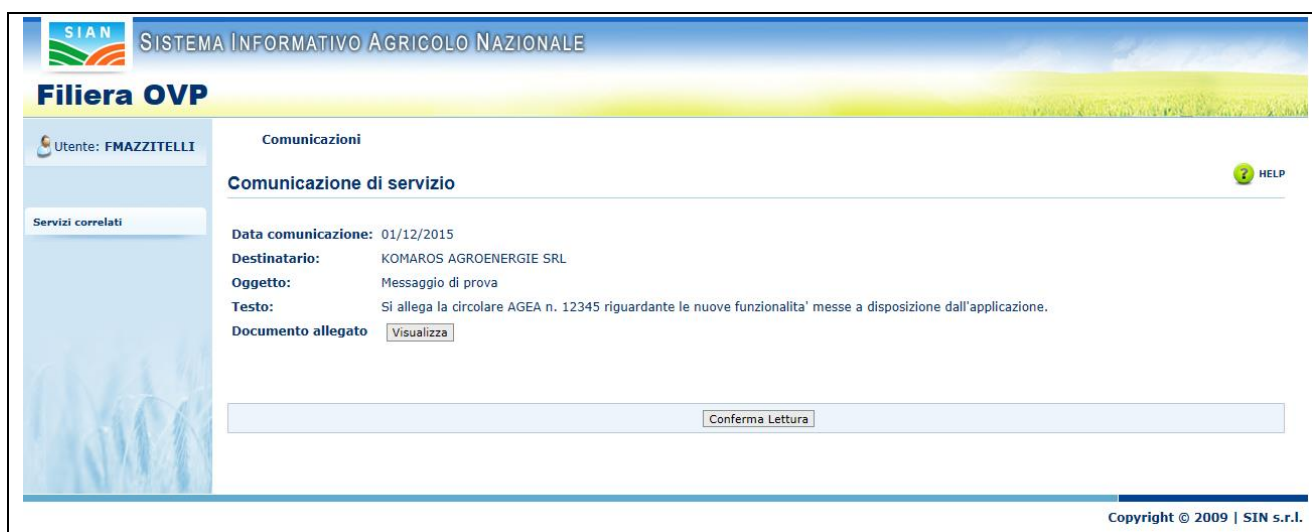 SIAN
SISTEMA INFORMATIVO AGRICOLO NAZIONALE
Filiera OVP
Utente: FMAZZITELLI
Comunicazioni
Comunicazione di servizio
? HELP
Servizi correlati
Data comunicazione: 01/12/2015
Destinatario: KOMAROS AGROENERGIE SRL
Oggetto: Messaggio di prova
Testo: Si allega la circolare AGEA n. 12345 riguardante le nuove funzionalita' messe a disposizione dall'applicazione.
Documento allegato Visualizza
Conferma Lettura
Copyright © 2009 | SIN s.r.l.